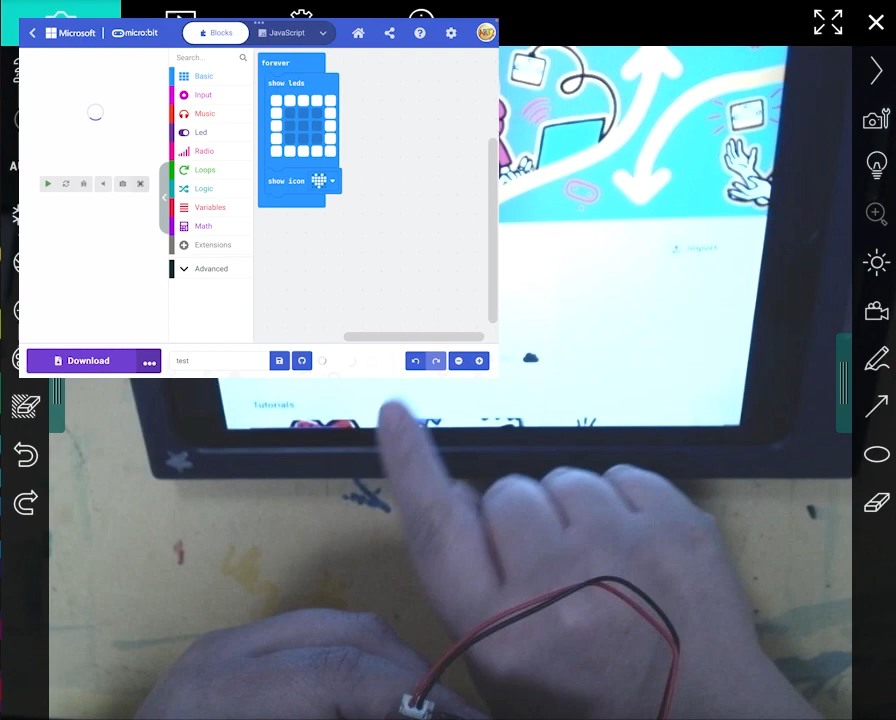 Microsoft | micro:bit
Blocks
JavaScript
Search...
Basic
Input
Music
Led
Radio
Loops
Logic
Variables
Math
Extensions
Advanced
forever
show leds
show icon
Download
test
Import
Tutorials